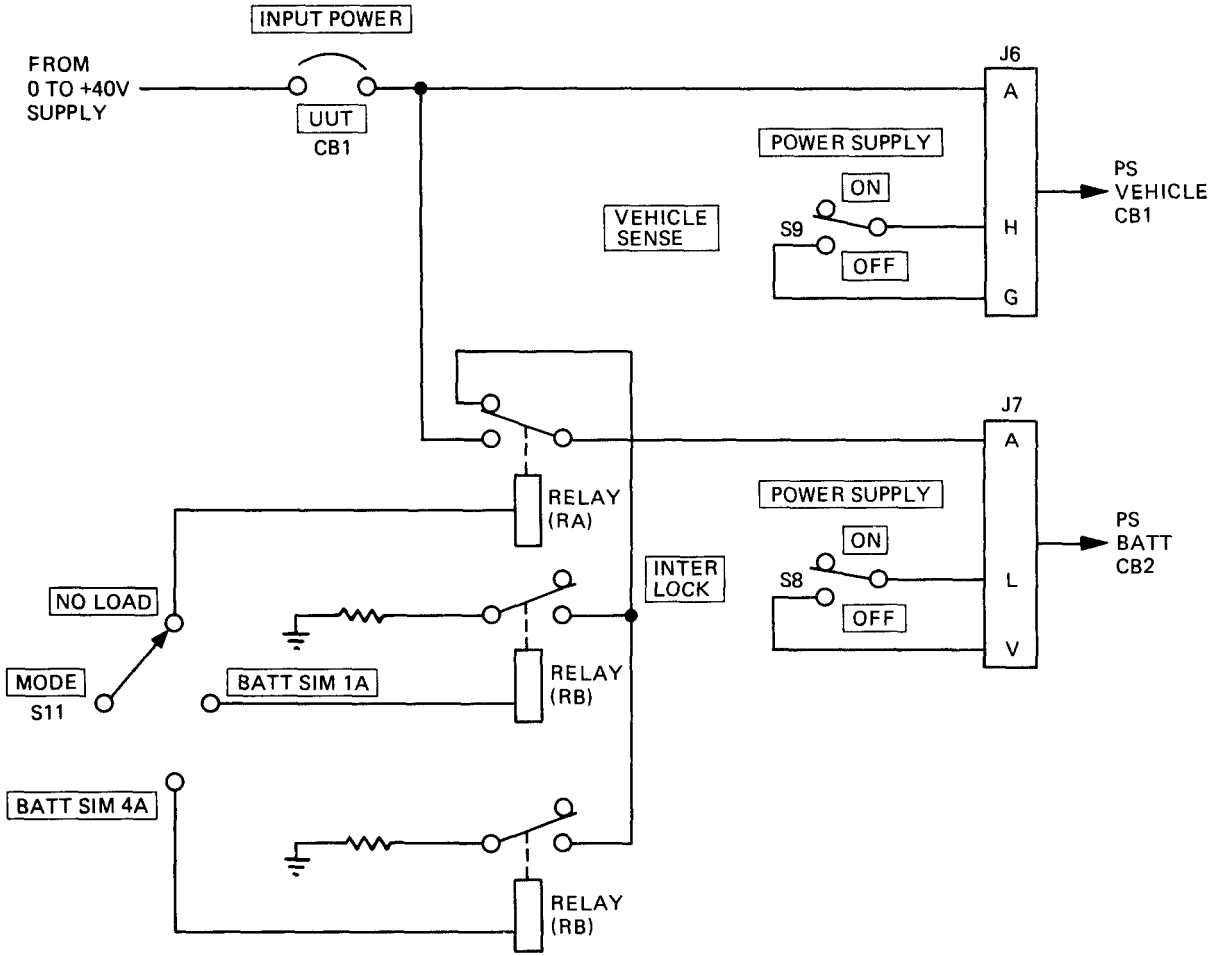 INPUT POWER
FROM
0 TO +40V
SUPPLY
UUT
CB1
J6
A
POWER SUPPLY
ON
S9
OFF
VEHICLE
SENSE
H
G
PS
VEHICLE
CB1
J7
A
POWER SUPPLY
ON
S8
OFF
L
V
PS
BATT
CB2
RELAY
(RA)
INTER
LOCK
NO LOAD
MODE
S11
BATT SIM 1A
RELAY
(RB)
BATT SIM 4A
RELAY
(RB)